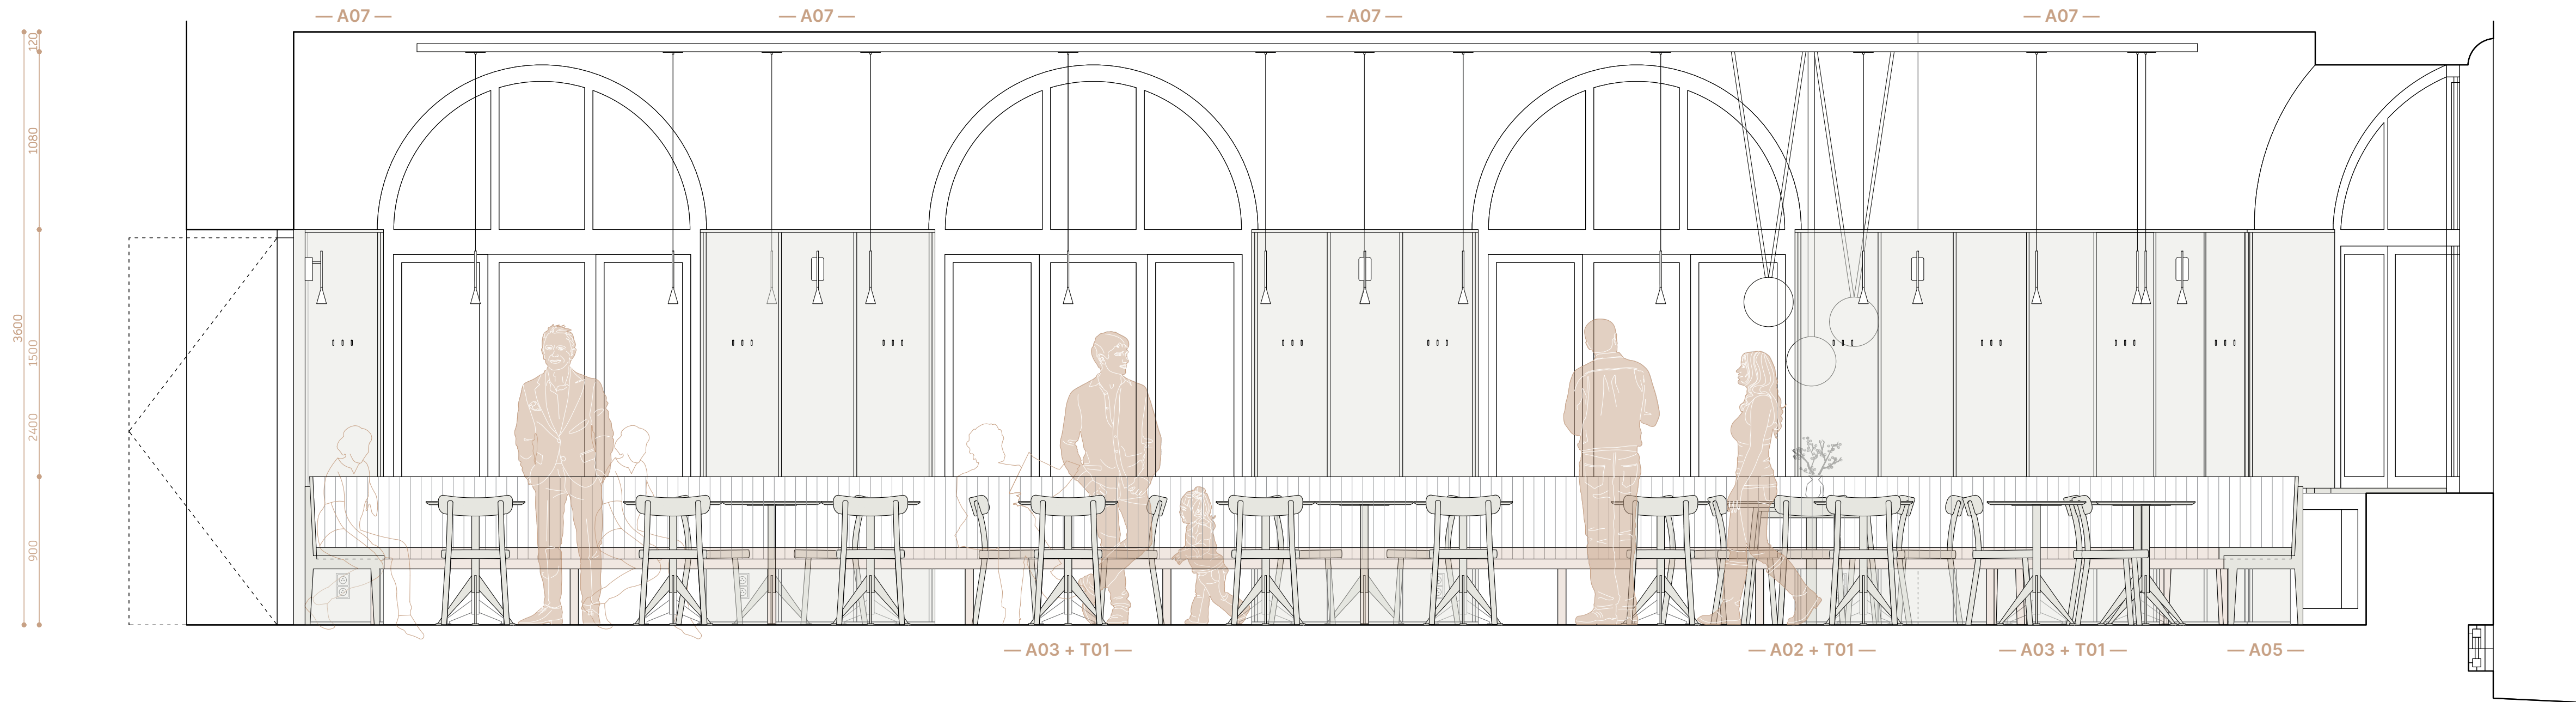 — A07 —
— A07 —
— A07 —
— A07 —
120
1080
3600
1500
2400
900
— A03 + T01 —
— A02 + T01 —
— A03 + T01 —
— A05 —